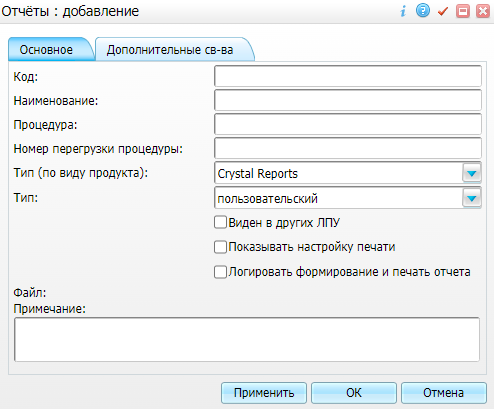 Отчёты : добавление
Основное Дополнительные св-ва
Код:
Наименование:
Процедура:
Номер перегрузки процедуры:
Тип (по виду продукта): Crystal Reports
Тип: пользовательский
Виден в других ЛПУ
Показывать настройку печати
Логировать формирование и печать отчета
Файл:
Примечание:
Применить ОК Отмена